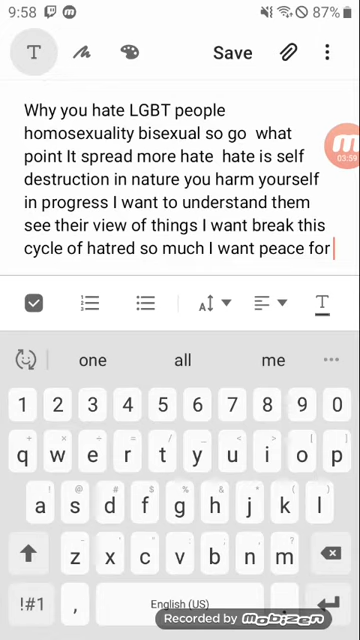 9:58 87%
T Save
Why you hate LGBT people
homosexuality bisexual so go what
point It spread more hate hate is self
destruction in nature you harm yourself
in progress I want to understand them
see their view of things I want break this
cycle of hatred so much I want peace for
03:59
T
one all me
1 2 3 4 5 6 7 8 9 0
q w e r t y u i o p
a s d f g h j k l
z x c v b n m
!#1 , English (US) .
Recorded by mobizen